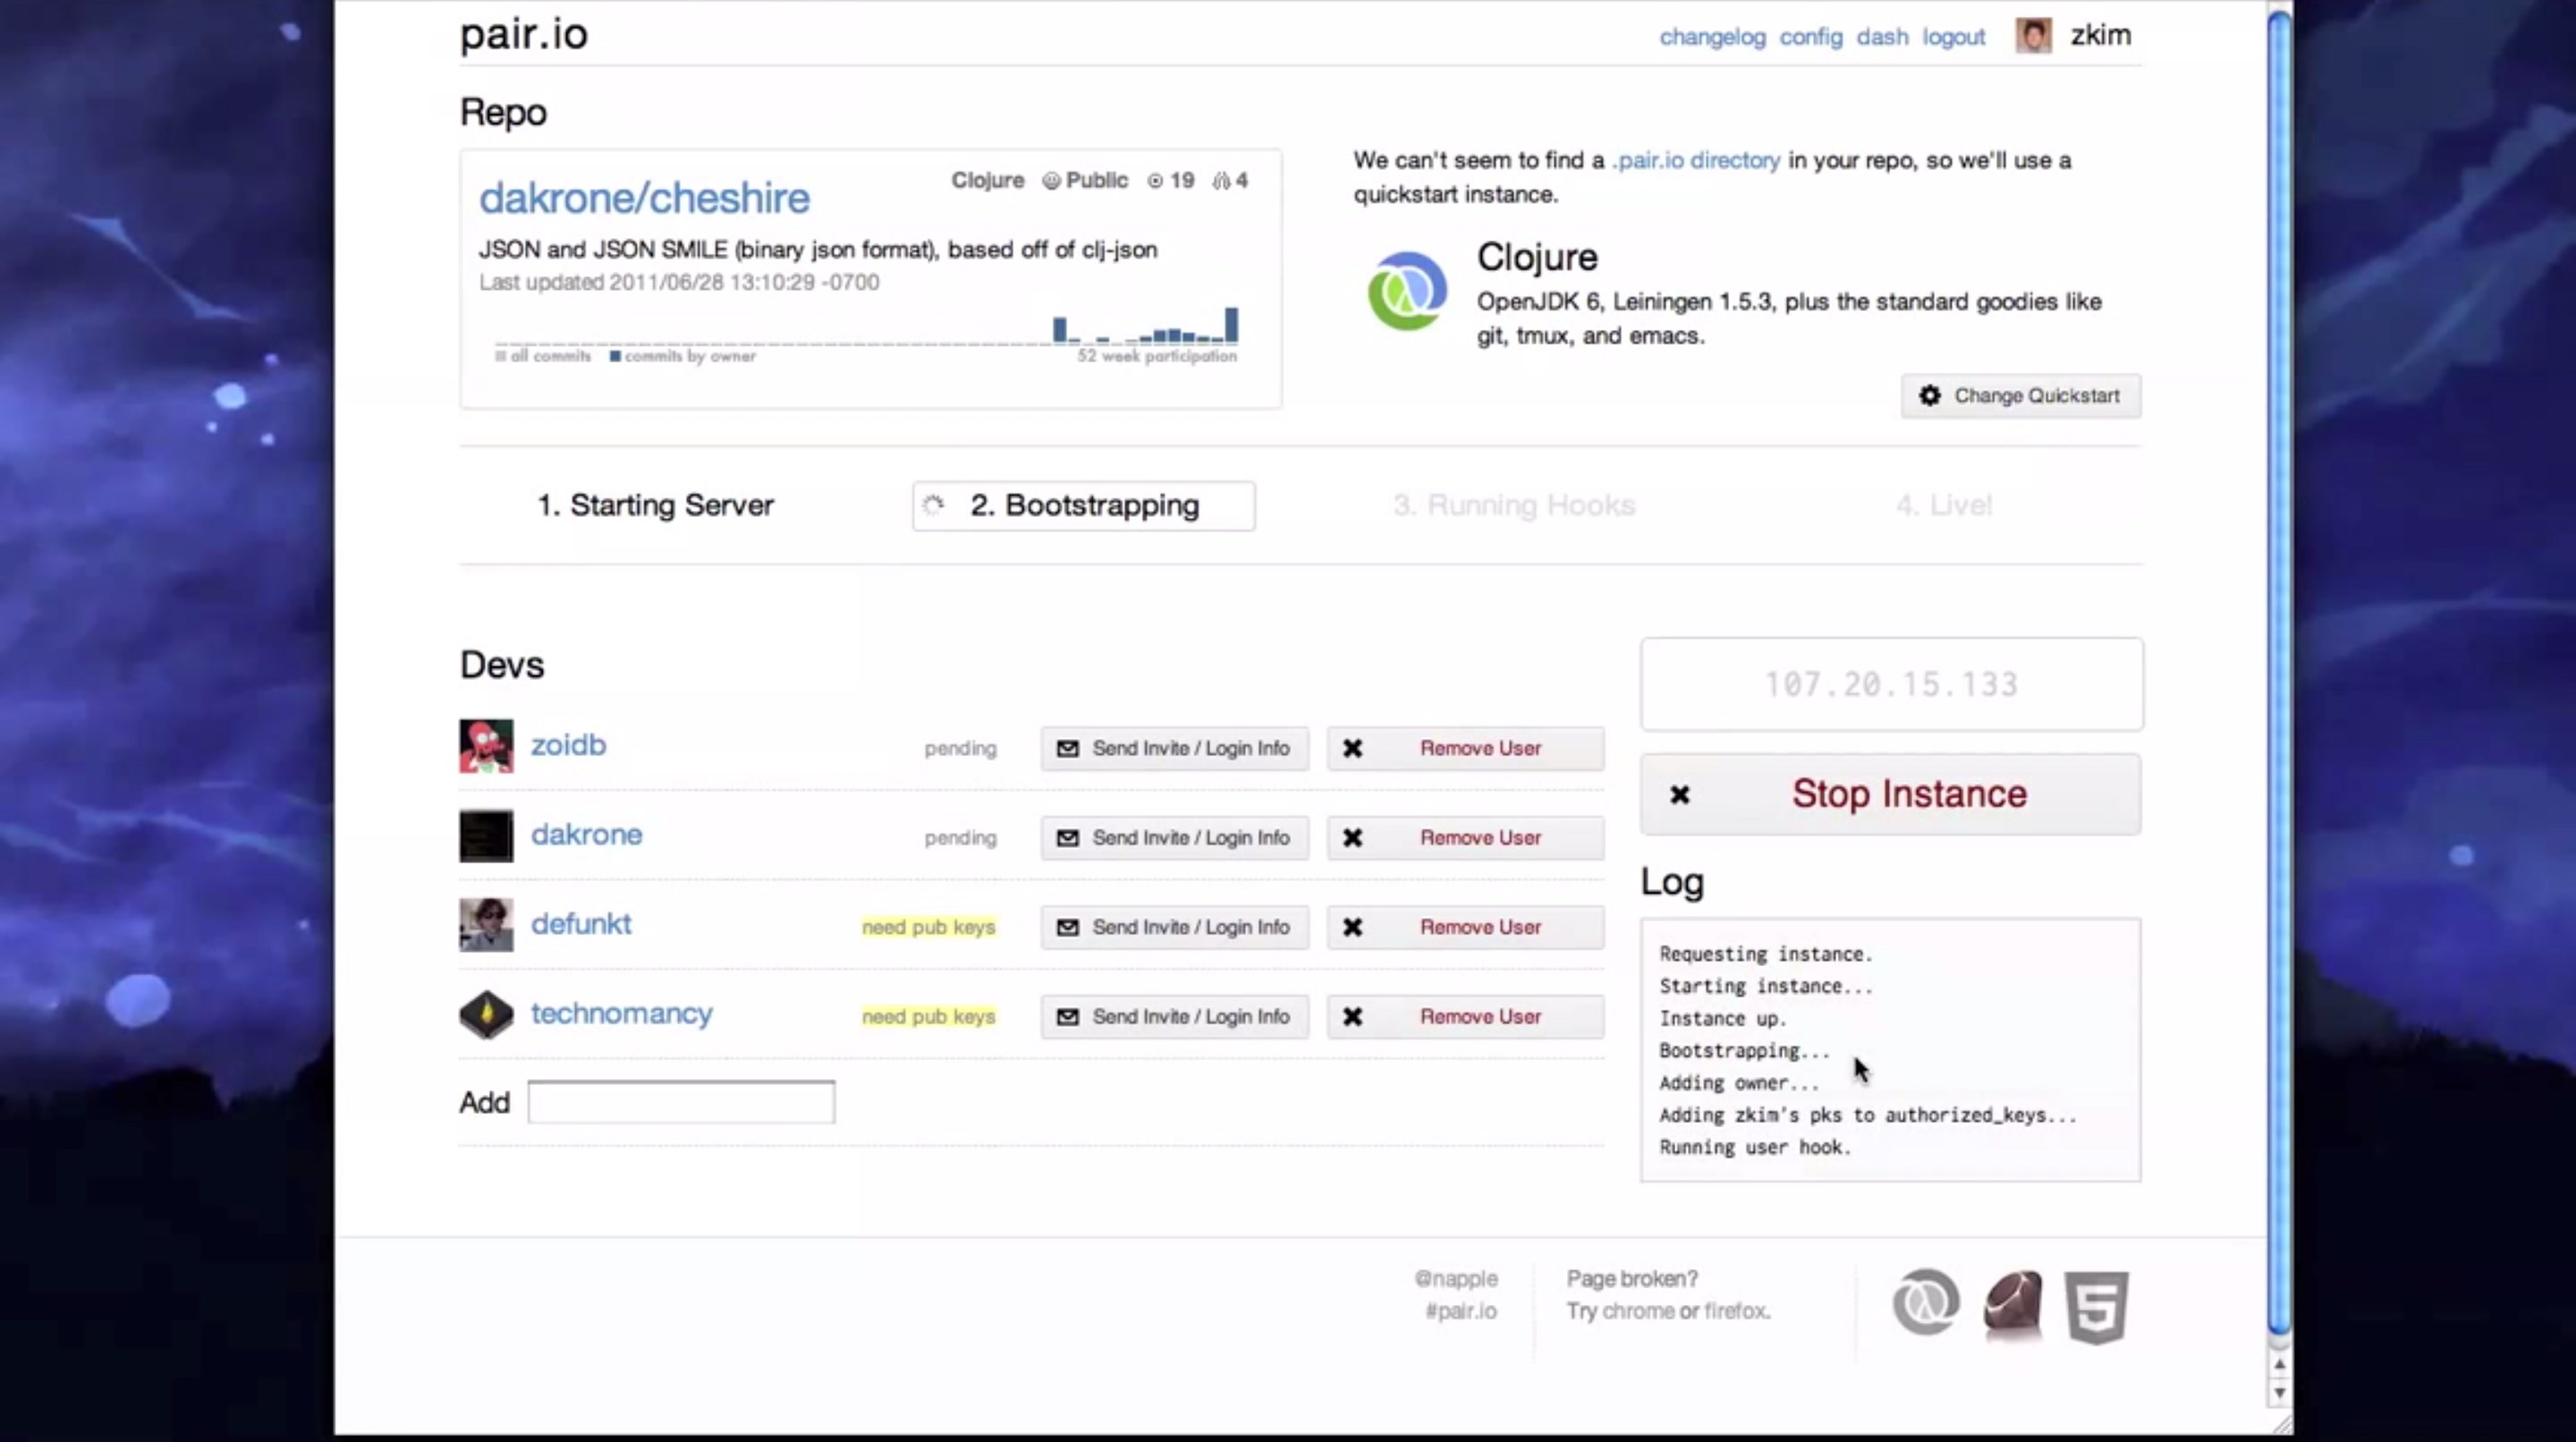 pair.io
changelog config dash logout zkim
Repo
dakrone/cheshire
Clojure Public 19 4
JSON and JSON SMILE (binary json format), based off of clj-json
Last updated 2011/06/28 13:10:29 -0700
all commits commits by owner 52 week participation
We can't seem to find a .pair.io directory in your repo, so we'll use a
quickstart instance.
Clojure
OpenJDK 6, Leiningen 1.5.3, plus the standard goodies like
git, tmux, and emacs.
Change Quickstart
1. Starting Server 2. Bootstrapping 3. Running Hooks 4. Live!
Devs
zoidb pending Send Invite / Login Info Remove User
dakrone pending Send Invite / Login Info Remove User
defunkt need pub keys Send Invite / Login Info Remove User
technomancy need pub keys Send Invite / Login Info Remove User
Add
107.20.15.133
Stop Instance
Log
Requesting instance.
Starting instance...
Instance up.
Bootstrapping...
Adding owner...
Adding zkim's pks to authorized_keys...
Running user hook.
@napple
#pair.io
Page broken?
Try chrome or firefox.
5